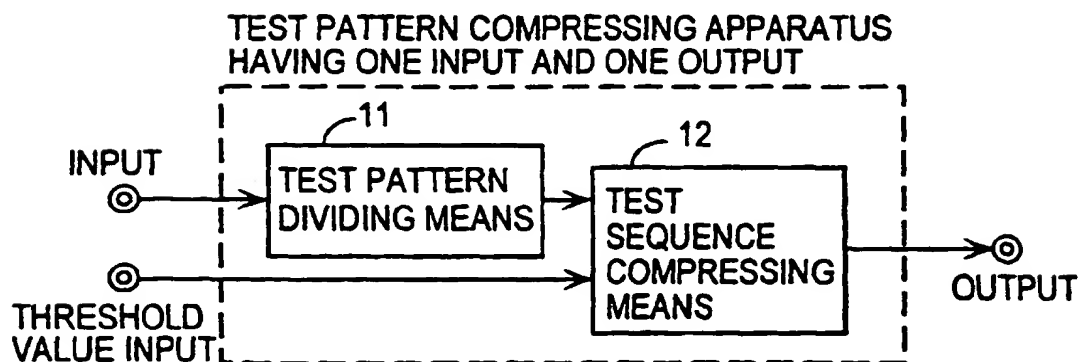 TEST PATTERN COMPRESSING APPARATUS
HAVING ONE INPUT AND ONE OUTPUT
11
12
INPUT
TEST PATTERN
DIVIDING MEANS
TEST
SEQUENCE
COMPRESSING
MEANS
OUTPUT
THRESHOLD
VALUE INPUT